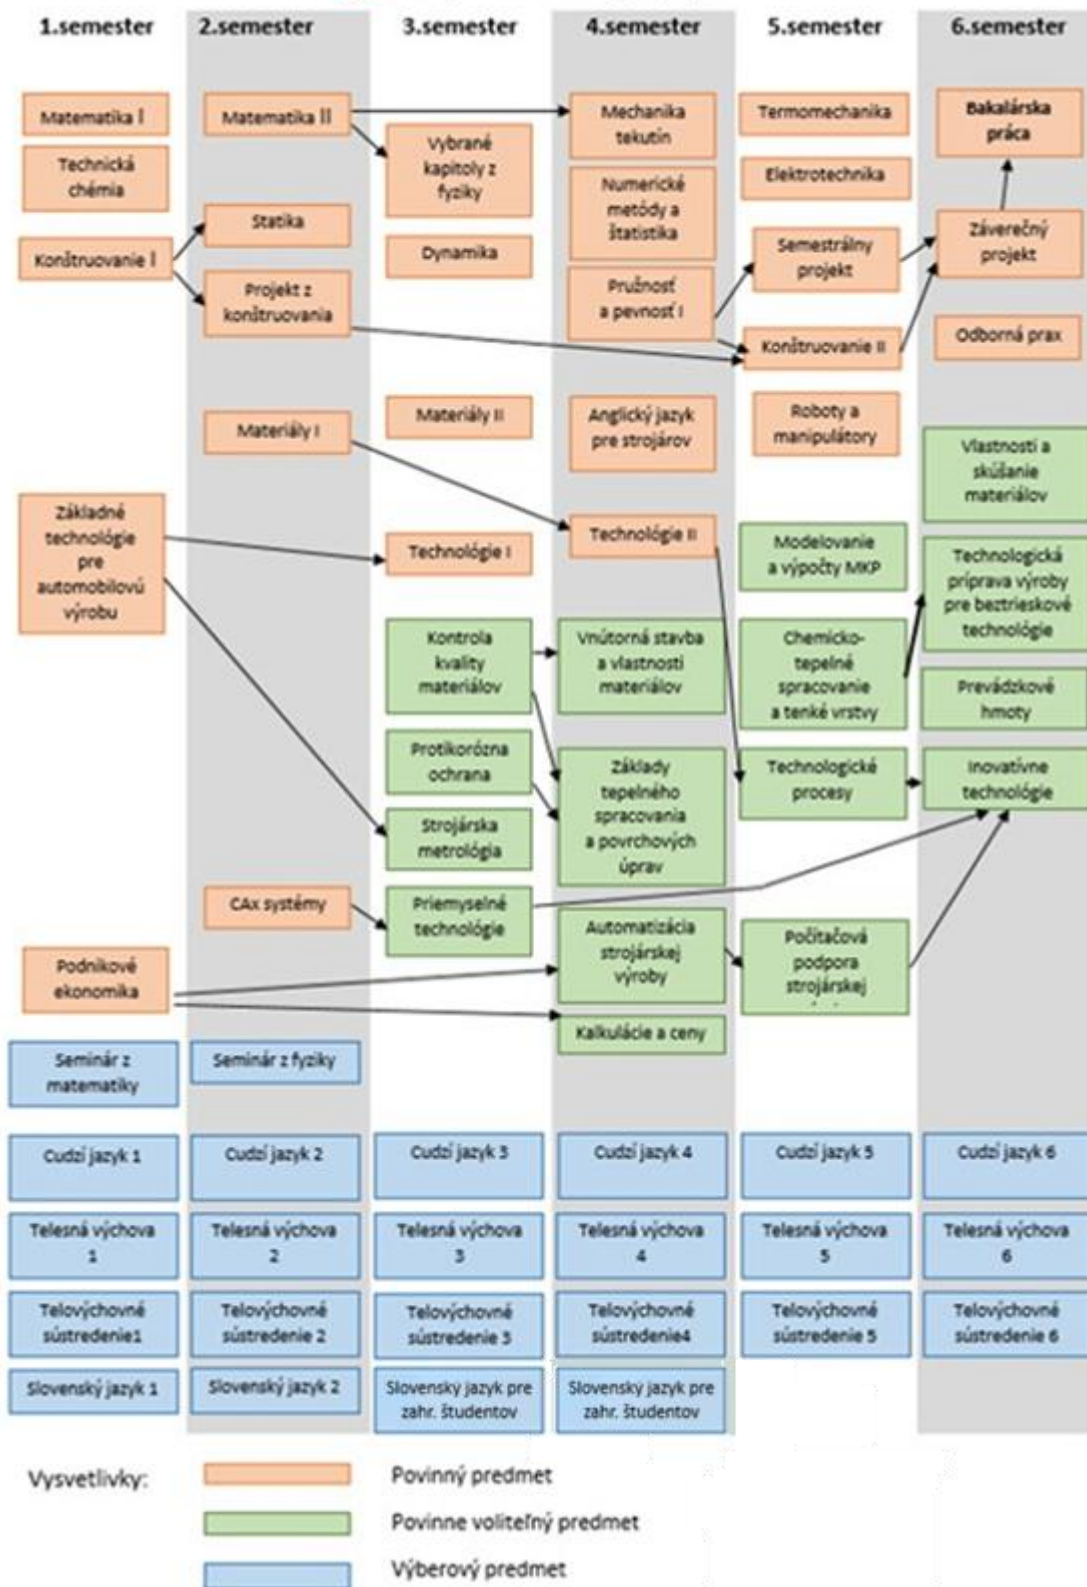 1.semester
2.semester
3.semester
4.semester
5.semester
6.semester
Matematika I
Technická
chémia
Konštruovanie I
Základné
technológie
pre
automobilovú
výrobu
Podnikové
ekonomika
Seminár z
matematiky
Cudzí jazyk 1
Telesná výchova
1
Telovýchovné
sústredenie1
Slovenský jazyk 1
Matematika II
Statika
Projekt z
konštruovania
Materiály I
CAx systémy
Seminár z fyziky
Cudzí jazyk 2
Telesná výchova
2
Telovýchovné
sústredenie 2
Slovenský jazyk 2
Vybrané
kapitoly z
fyziky
Dynamika
Materiály II
Technológie I
Kontrola
kvality
materiálov
Protikorózna
ochrana
Strojárska
metrológia
Priemyselné
technológie
Cudzí jazyk 3
Telesná výchova
3
Telovýchovné
sústredenie 3
Slovensky jazyk pre
zahr. študentov
Mechanika
tekutín
Numerické
metódy a
štatistika
Pružnosť
a pevnosť I
Anglický jazyk
pre strojárov
Technológie II
Vnútorná stavba
a vlastnosti
materiálov
Základy
tepelného
spracovania
a povrchových
úprav
Automatizácia
strojárskej
výroby
Kalkulácie a ceny
Cudzí jazyk 4
Telesná výchova
4
Telovýchovné
sústredenie4
Slovensky jazyk pre
zahr. študentov
Termomechanika
Elektrotechnika
Semestrálny
projekt
Konštruovanie II
Roboty a
manipulátory
Modelovanie
a výpočty MKP
Chemicko-
tepelné
spracovanie
a tenké vrstvy
Technologické
procesy
Počítačová
podpora
strojárskej
Cudzí jazyk 5
Telesná výchova
5
Telovýchovné
sústredenie 5
Bakalárska
práca
Záverečný
projekt
Odborná prax
Vlastnosti a
skúšanie
materiálov
Technologická
príprava výroby
pre beztrieskové
technológie
Prevádzkové
hmoty
Inovatívne
technológie
Cudzí jazyk 6
Telesná výchova
6
Telovýchovné
sústredenie 6
Vysvetlivky:
Povinný predmet
Povinne voliteľný predmet
Výberový predmet